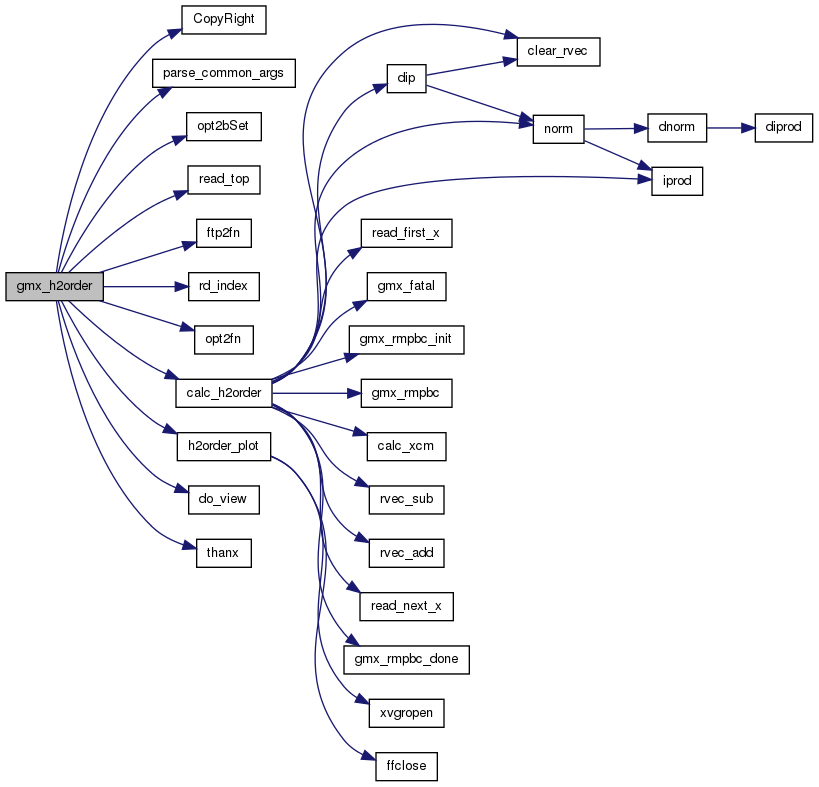 CopyRight
parse_common_args
opt2bSet
read_top
ftp2fn
gmx_h2order
rd_index
opt2fn
calc_h2order
h2order_plot
do_view
thanx
clear_rvec
dip
norm
dnorm
diprod
iprod
read_first_x
gmx_fatal
gmx_rmpbc_init
gmx_rmpbc
calc_xcm
rvec_sub
rvec_add
read_next_x
gmx_rmpbc_done
xvgropen
ffclose